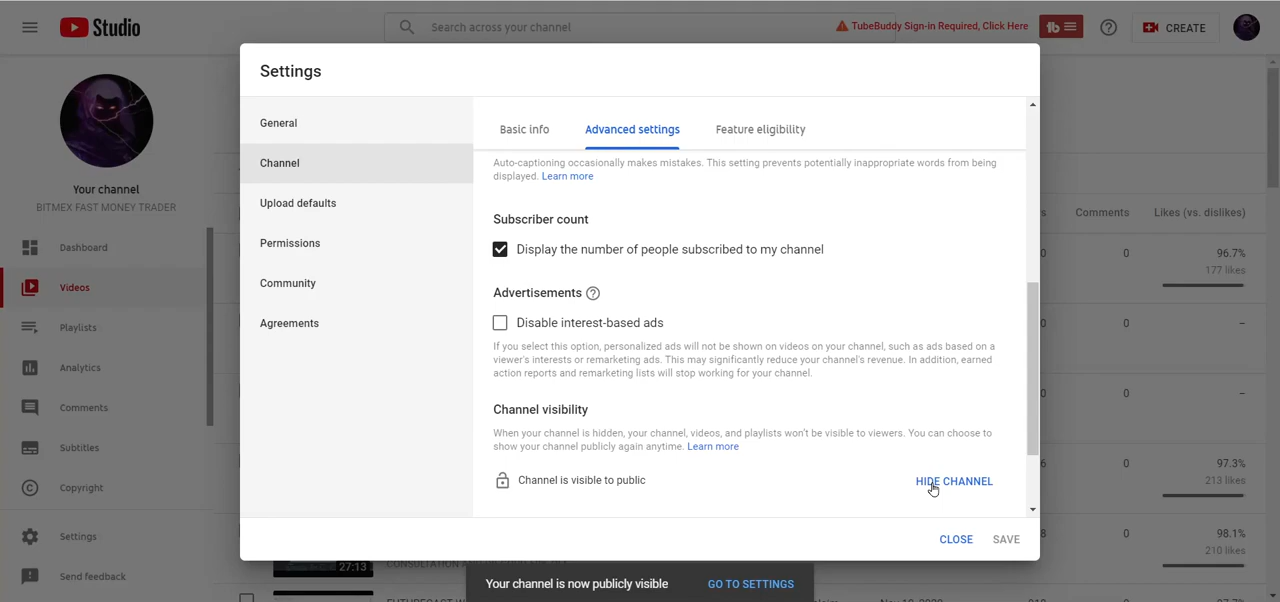 Studio
Search across your channel
TubeBuddy Sign-in Required, Click Here
tb
CREATE
Settings
Your channel
BITMEX FAST MONEY TRADER
Dashboard
Videos
Playlists
Analytics
Comments
Subtitles
Copyright
Settings
Send feedback
General
Channel
Upload defaults
Permissions
Community
Agreements
Basic info
Advanced settings
Feature eligibility
Auto-captioning occasionally makes mistakes. This setting prevents potentially inappropriate words from being
displayed. Learn more
Subscriber count
Display the number of people subscribed to my channel
Advertisements
Disable interest-based ads
If you select this option, personalized ads will not be shown on videos on your channel, such as ads based on a
viewer's interests or remarketing ads. This may significantly reduce your channel's revenue. In addition, earned
action reports and remarketing lists will stop working for your channel.
Channel visibility
When your channel is hidden, your channel, videos, and playlists won't be visible to viewers. You can choose to
show your channel publicly again anytime. Learn more
Channel is visible to public
HIDE CHANNEL
CLOSE
SAVE
Comments
Likes (vs. dislikes)
0 0 96.7%
177 likes
0 0 –
0 –
6 0 97.3%
213 likes
8 0 98.1%
210 likes
27:13
Your channel is now publicly visible
GO TO SETTINGS